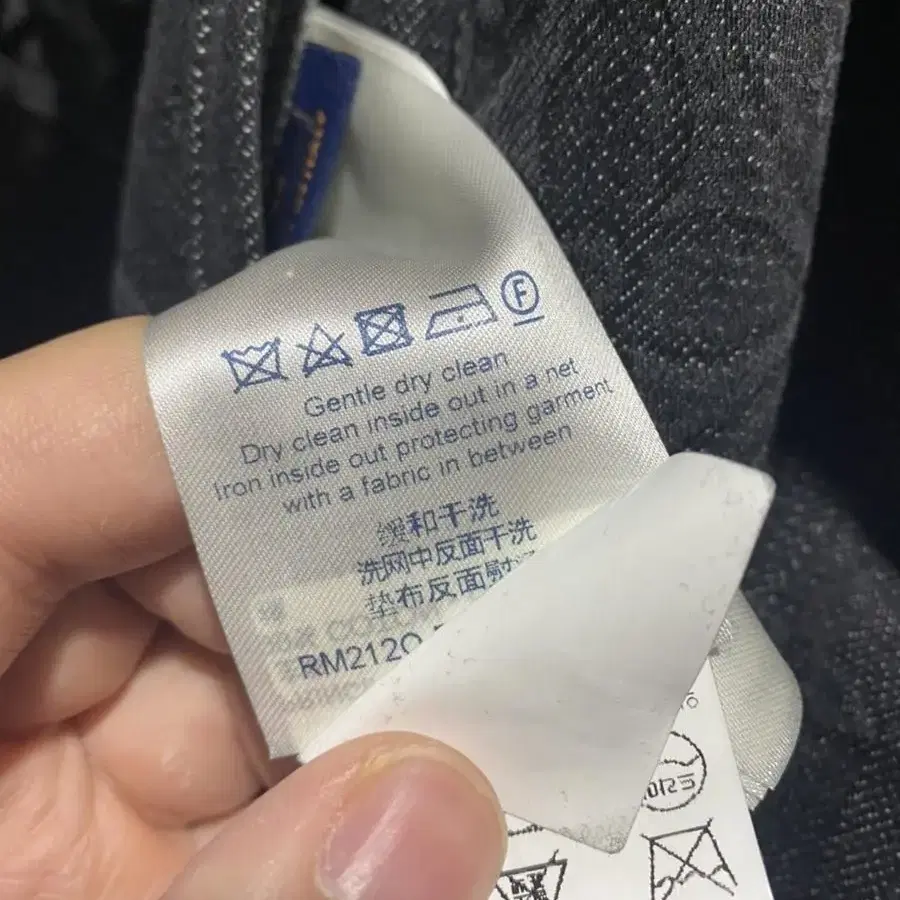 F
Gentle dry clean
Dry clean inside out in a net
Iron inside out protecting garment
with a fabric in between
缓和干洗
洗网中反面干洗
垫布反面熨
RM212Q